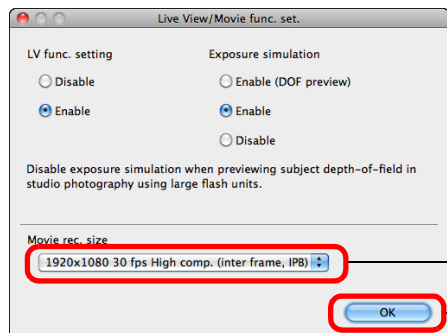 Live View/Movie func. set.
LV func. setting
Disable
Enable
Exposure simulation
Enable (DOF preview)
Enable
Disable
Disable exposure simulation when previewing subject depth-of-field in
studio photography using large flash units.
Movie rec. size
1920x1080 30 fps High comp. (inter frame, IPB)
OK